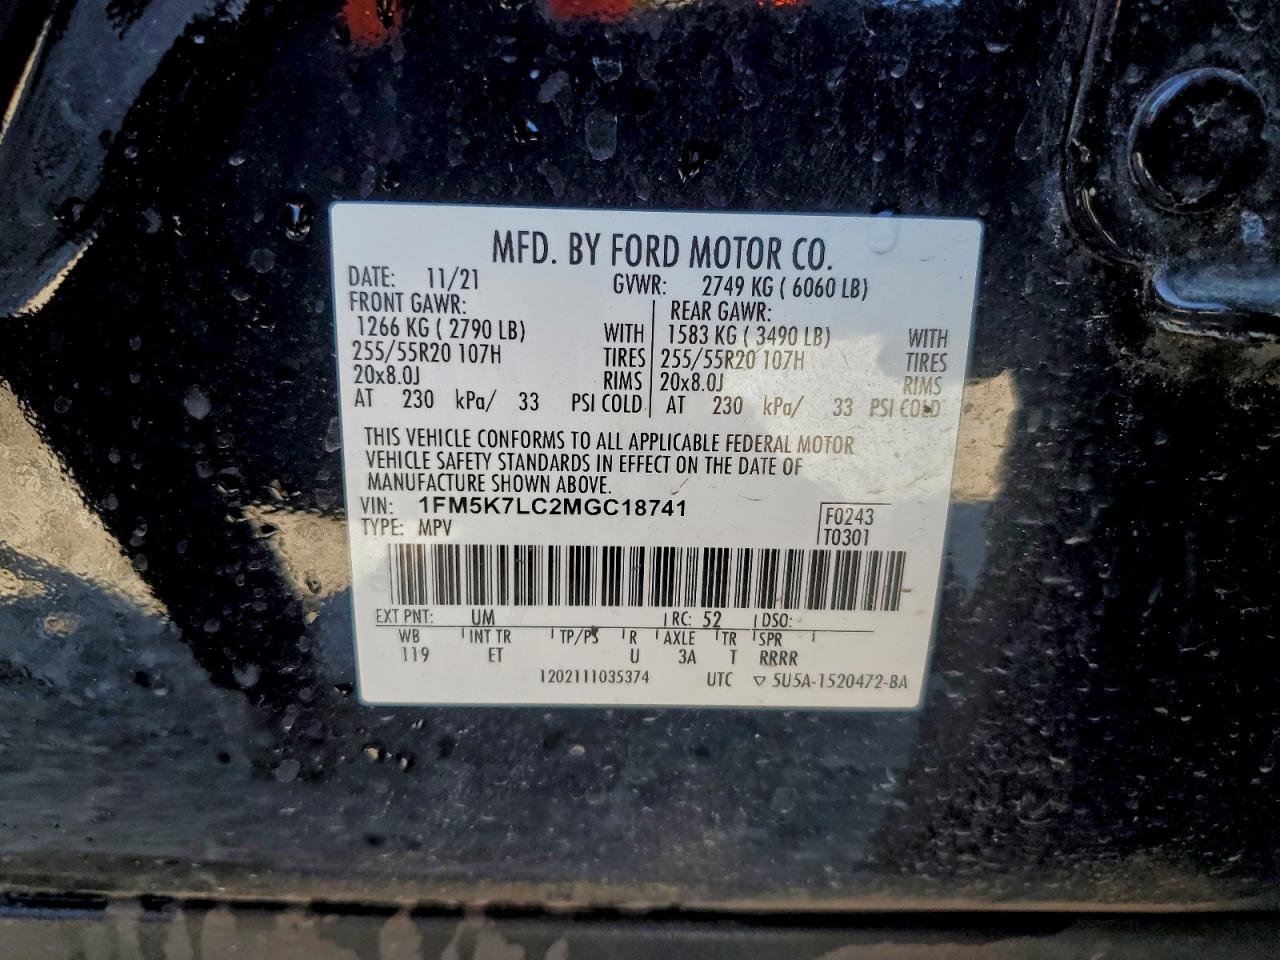 MFD. BY FORD MOTOR CO.
DATE: 11/21 GVWR: 2749 KG ( 6060 LB)
FRONT GAWR: REAR GAWR:
1266 KG ( 2790 LB) WITH 1583 KG ( 3490 LB) WITH
255/55R20 107H TIRES 255/55R20 107H TIRES
20x8.0J RIMS 20x8.0J RIMS
AT 230 kPa/ 33 PSI COLD AT 230 kPa/ 33 PSI COLD
THIS VEHICLE CONFORMS TO ALL APPLICABLE FEDERAL MOTOR
VEHICLE SAFETY STANDARDS IN EFFECT ON THE DATE OF
MANUFACTURE SHOWN ABOVE.
VIN: 1FM5K7LC2MGC18741
TYPE: MPV
F0243
T0301
EXT PNT: UM RC: 52 DSO:
WB INT TR TP/PS R AXLE TR SPR
119 ET U 3A T RRRR
1202111035374 UTC ▽ 5U5A-1520472-BA